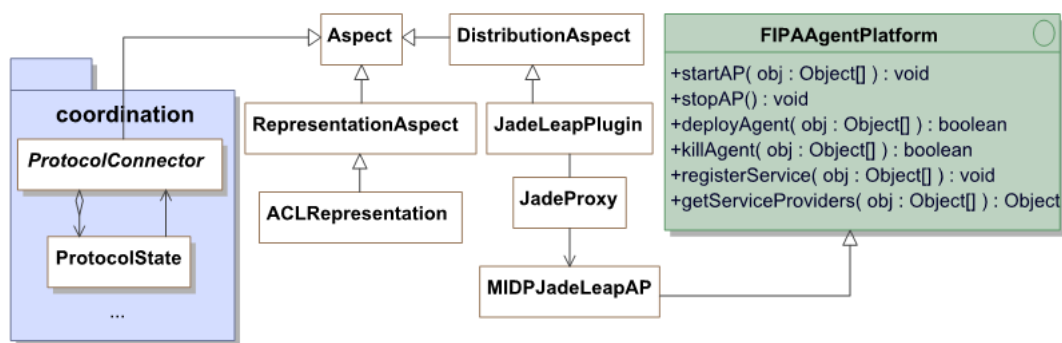 Aspect
DistributionAspect
FIPAAgentPlatform
+startAP( obj : Object[] ) : void
+stopAP() : void
+deployAgent( obj : Object[] ) : boolean
+killAgent( obj : Object[] ) : boolean
+registerService( obj : Object[] ) : void
+getServiceProviders( obj : Object[] ) : Object
coordination
ProtocolConnector
ProtocolState
...
RepresentationAspect
ACLRepresentation
JadeLeapPlugin
JadeProxy
MIDPJadeLeapAP